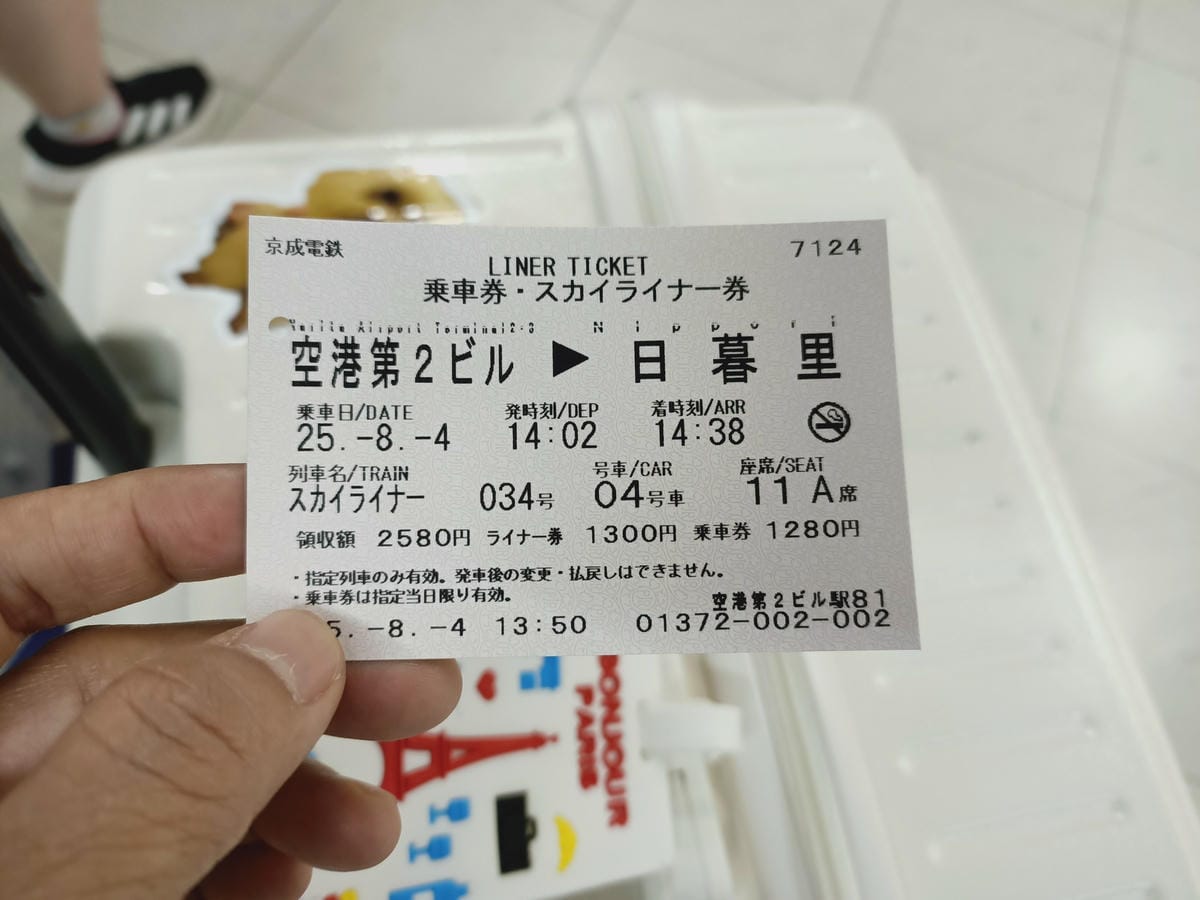 京成電鉄 7124
LINER TICKET
乗車券・スカイライナー券
Narita Airport Terminal2・3 Nippori
空港第2ビル ▶ 日暮里
乗車日/DATE 発時刻/DEP 着時刻/ARR
25.-8.-4 14:02 14:38
列車名/TRAIN 号車/CAR 座席/SEAT
スカイライナー 034号 04号車 11 A席
領収額 2580円 ライナー券 1300円 乗車券 1280円
・指定列車のみ有効。発車後の変更・払戻しはできません。
・乗車券は指定当日限り有効。
空港第2ビル駅81
5.-8.-4 13:50 01372-002-002
BONJOUR
PARIS